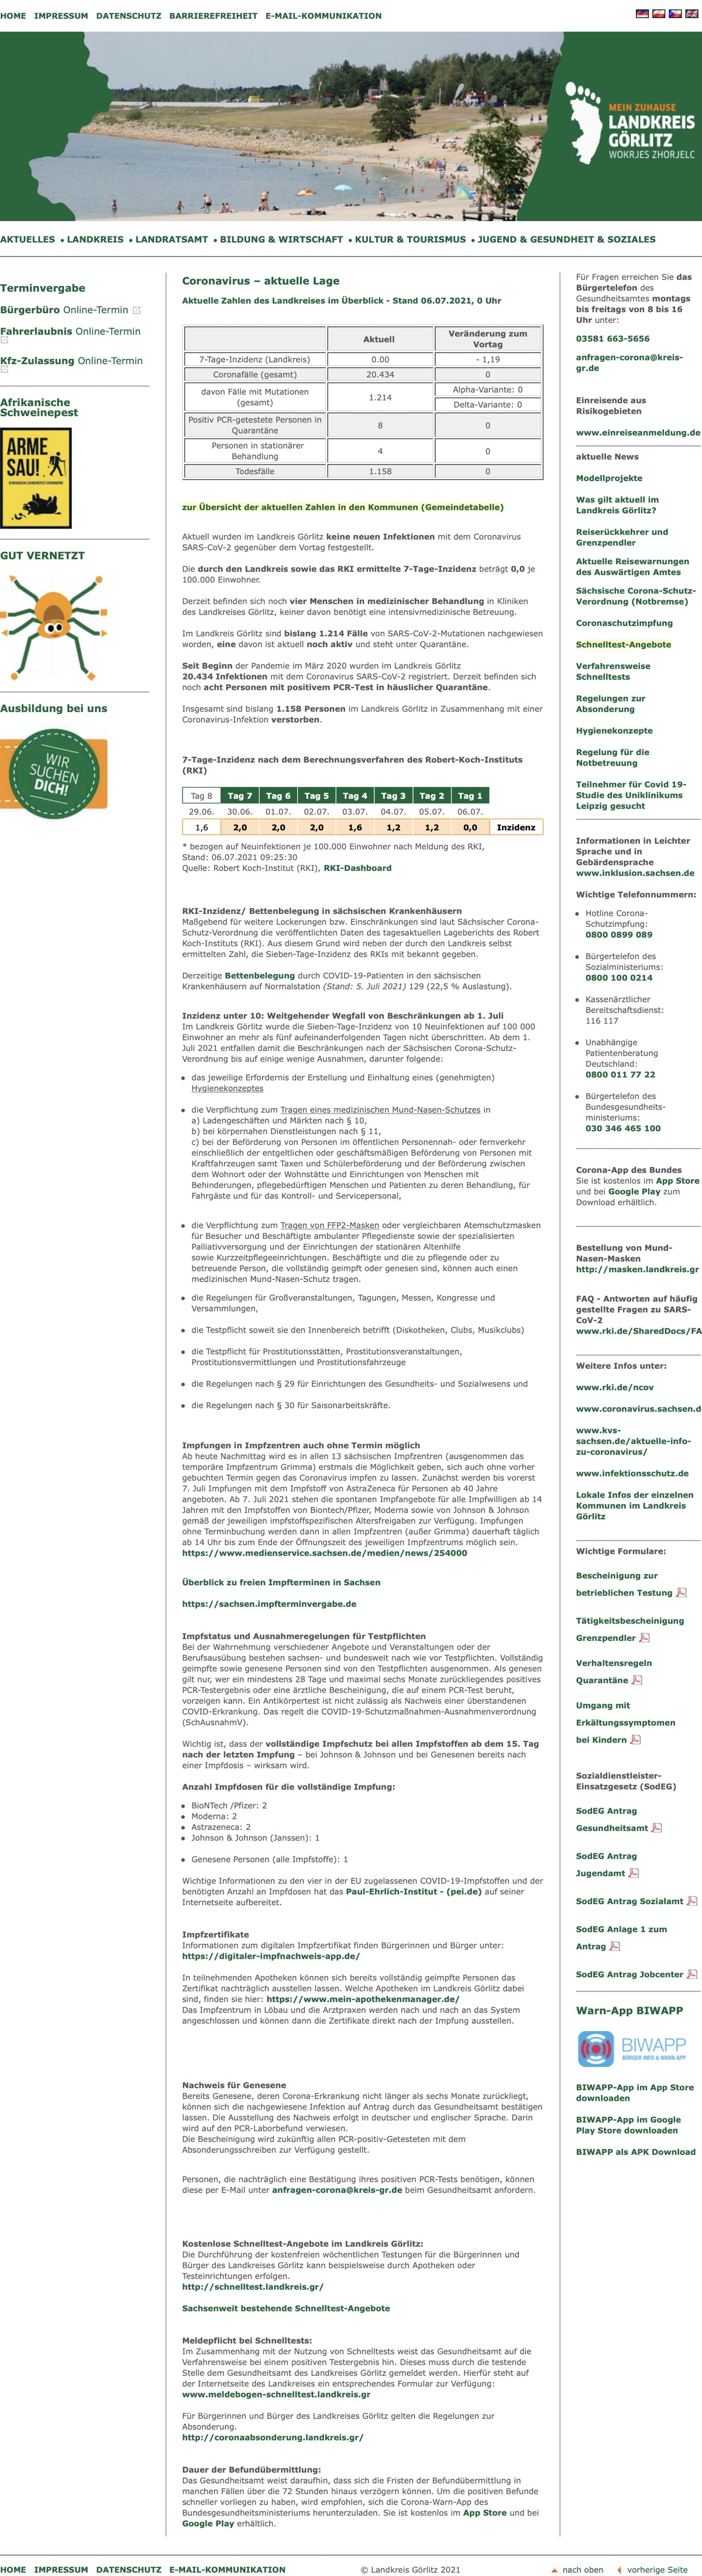 HOME IMPRESSUM DATENSCHUTZ BARRIEREFREIHEIT E-MAIL-KOMMUNIKATION
MEIN ZUHAUSE
LANDKREIS
GÖRLITZ
WOKRJES ZHORJELC
AKTUELLES • LANDKREIS • LANDRATSAMT • BILDUNG & WIRTSCHAFT • KULTUR & TOURISMUS • JUGEND & GESUNDHEIT & SOZIALES
Terminvergabe
Bürgerbüro Online-Termin
Fahrerlaubnis Online-Termin
Kfz-Zulassung Online-Termin
Afrikanische
Schweinepest
ARME
SAU!
GUT VERNETZT
Ausbildung bei uns
WIR
SUCHEN
DICH!
Coronavirus – aktuelle Lage
Aktuelle Zahlen des Landkreises im Überblick - Stand 06.07.2021, 0 Uhr
Aktuell Veränderung zum
Vortag
7-Tage-Inzidenz (Landkreis) 0.00 - 1,19
Coronafälle (gesamt) 20.434 0
davon Fälle mit Mutationen
(gesamt) 1.214 Alpha-Variante: 0
Delta-Variante: 0
Positiv PCR-getestete Personen in
Quarantäne 8 0
Personen in stationärer
Behandlung 4 0
Todesfälle 1.158 0
zur Übersicht der aktuellen Zahlen in den Kommunen (Gemeindetabelle)
Aktuell wurden im Landkreis Görlitz keine neuen Infektionen mit dem Coronavirus
SARS-CoV-2 gegenüber dem Vortag festgestellt.
Die durch den Landkreis sowie das RKI ermittelte 7-Tage-Inzidenz beträgt 0,0 je
100.000 Einwohner.
Derzeit befinden sich noch vier Menschen in medizinischer Behandlung in Kliniken
des Landkreises, keiner davon benötigt eine intensivmedizinische Betreuung.
Im Landkreis Görlitz sind bislang 1.214 Fälle von SARS-CoV-2-Mutationen nachgewiesen
worden, eine davon ist aktuell noch aktiv und steht unter Quarantäne.
Seit Beginn der Pandemie im März 2020 wurden im Landkreis Görlitz
20.434 Infektionen mit dem Coronavirus SARS-CoV-2 registriert. Derzeit befinden sich
noch acht Personen mit positivem PCR-Test in häuslicher Quarantäne.
Insgesamt sind bislang 1.158 Personen im Landkreis Görlitz in Zusammenhang mit einer
Coronavirus-Infektion verstorben.
7-Tage-Inzidenz nach dem Berechnungsverfahren des Robert-Koch-Instituts
(RKI)
Tag 8 Tag 7 Tag 6 Tag 5 Tag 4 Tag 3 Tag 2 Tag 1
29.06. 30.06. 01.07. 02.07. 03.07. 04.07. 05.07. 06.07.
1,6 2,0 2,0 2,0 1,6 1,2 1,2 0,0 Inzidenz
* bezogen auf Neuinfektionen je 100.000 Einwohner nach Meldung des RKI,
Stand: 06.07.2021 09:25:30
Quelle: Robert Koch-Institut (RKI), RKI-Dashboard
RKI-Inzidenz/ Bettenbelegung in sächsischen Krankenhäusern
Maßgebend für weitere Lockerungen bzw. Einschränkungen sind laut Sächsischer Corona-
Schutz-Verordnung die veröffentlichten Daten des tagesaktuellen Lageberichts des Robert
Koch-Instituts (RKI). Aus diesem Grund wird neben der durch den Landkreis selbst
ermittelten Zahl, die Sieben-Tage-Inzidenz des RKIs mit bekannt gegeben.
Derzeitige Bettenbelegung durch COVID-19-Patienten in den sächsischen
Krankenhäusern auf Normalstation (Stand: 5. Juli 2021) 129 (22,5 % Auslastung).
Inzidenz unter 10: Weitgehender Wegfall von Beschränkungen ab 1. Juli
Im Landkreis Görlitz wurde die Sieben-Tage-Inzidenz von 10 Neuinfektionen auf 100 000
Einwohner an mehr als fünf aufeinanderfolgenden Tagen nicht überschritten. Ab dem 1.
Juli 2021 entfallen damit die Beschränkungen nach der Sächsischen Corona-Schutz-
Verordnung bis auf einige wenige Ausnahmen, darunter folgende:
• das jeweilige Erfordernis der Erstellung und Einhaltung eines (genehmigten)
Hygienekonzeptes
• die Verpflichtung zum Tragen eines medizinischen Mund-Nasen-Schutzes in
a) Ladengeschäften und Märkten nach § 10,
b) bei körpernahen Dienstleistungen nach § 11,
c) bei der Beförderung von Personen im öffentlichen Personennah- oder fernverkehr
einschließlich der entgeltlichen oder geschäftsmäßigen Beförderung von Personen mit
Kraftfahrzeugen samt Taxen und Schülerbeförderung und der Beförderung zwischen
dem Wohnort oder der Wohnstätte und Einrichtungen von Menschen mit
Behinderungen, pflegebedürftigen Menschen und Patienten zu deren Behandlung, für
Fahrgäste und für das Kontroll- und Servicepersonal,
• die Verpflichtung zum Tragen von FFP2-Masken oder vergleichbaren Atemschutzmasken
für Besucher und Beschäftigte ambulanter Pflegedienste sowie der spezialisierten
Palliativversorgung und der Einrichtungen der stationären Altenhilfe
sowie Kurzzeitpflegeeinrichtungen. Beschäftigte und die zu pflegende oder zu
betreuende Person, die vollständig geimpft oder genesen sind, können auch einen
medizinischen Mund-Nasen-Schutz tragen.
• die Regelungen für Großveranstaltungen, Tagungen, Messen, Kongresse und
Versammlungen,
• die Testpflicht soweit sie den Innenbereich betrifft (Diskotheken, Clubs, Musikclubs)
• die Testpflicht für Prostitutionsstätten, Prostitutionsveranstaltungen,
Prostitutionsvermittlungen und Prostitutionsfahrzeuge
• die Regelungen nach § 29 für Einrichtungen des Gesundheits- und Sozialwesens und
• die Regelungen nach § 30 für Saisonarbeitskräfte.
Impfungen in Impfzentren auch ohne Termin möglich
Ab heute Nachmittag wird es in allen 13 sächsischen Impfzentren (ausgenommen das
temporäre Impfzentrum Grimma) erstmals die Möglichkeit geben, sich auch ohne vorher
gebuchten Termin gegen das Coronavirus impfen zu lassen. Zunächst werden bis vorerst
7. Juli Impfungen mit dem Impfstoff von AstraZeneca für Personen ab 40 Jahre
angeboten. Ab 7. Juli 2021 stehen die spontanen Impfangebote für alle Impfwilligen ab 14
Jahren mit den Impfstoffen von Biontech/Pfizer, Moderna sowie von Johnson & Johnson
gemäß der jeweiligen impfstoffspezifischen Altersfreigaben zur Verfügung. Impfungen
ohne Terminbuchung werden dann in allen Impfzentren (außer Grimma) dauerhaft täglich
ab 14 Uhr bis zum Ende der Öffnungszeit des jeweiligen Impfzentrums möglich sein.
https://www.medienservice.sachsen.de/medien/news/254000
Überblick zu freien Impfterminen in Sachsen
https://sachsen.impfterminvergabe.de
Impfstatus und Ausnahmeregelungen für Testpflichten
Bei der Wahrnehmung verschiedener Angebote und Veranstaltungen oder der
Berufsausübung bestehen sachsen- und bundesweit nach wie vor Testpflichten. Vollständig
geimpfte sowie genesene Personen sind von den Testpflichten ausgenommen. Als genesen
gilt nur, wer ein mindestens 28 Tage und maximal sechs Monate zurückliegendes positives
PCR-Testergebnis oder eine ärztliche Bescheinigung, die auf einem PCR-Test beruht,
vorzeigen kann. Ein Antikörpertest ist nicht zulässig als Nachweis einer überstandenen
COVID-Erkrankung. Das regelt die COVID-19-Schutzmaßnahmen-Ausnahmenverordnung
(SchAusnahmV).
Wichtig ist, dass der vollständige Impfschutz bei allen Impfstoffen ab dem 15. Tag
nach der letzten Impfung – bei Johnson & Johnson und bei Genesenen bereits nach
einer Impfdosis – wirksam wird.
Anzahl Impfdosen für die vollständige Impfung:
• BioNTech /Pfizer: 2
• Moderna: 2
• Astrazeneca: 2
• Johnson & Johnson (Janssen): 1
• Genesene Personen (alle Impfstoffe): 1
Wichtige Informationen zu den vier in der EU zugelassenen COVID-19-Impfstoffen und der
benötigten Anzahl an Impfdosen hat das Paul-Ehrlich-Institut - (pei.de) auf seiner
Internetseite aufbereitet.
Impfzertifikate
Informationen zum digitalen Impfzertifikat finden Bürgerinnen und Bürger unter:
https://digitaler-impfnachweis-app.de/
In teilnehmenden Apotheken können sich bereits vollständig geimpfte Personen das
Zertifikat nachträglich ausstellen lassen. Welche Apotheken im Landkreis Görlitz dabei
sind, finden sie hier: https://www.mein-apothekenmanager.de/
Das Impfzentrum in Löbau und die Arztpraxen werden nach und nach an das System
angeschlossen und können dann die Zertifikate direkt nach der Impfung ausstellen.
Nachweis für Genesene
Bereits Genesene, deren Corona-Erkrankung nicht länger als sechs Monate zurückliegt,
können sich die nachgewiesene Infektion auf Antrag durch das Gesundheitsamt bestätigen
lassen. Die Ausstellung des Nachweis erfolgt in deutscher und englischer Sprache. Darin
wird auf den PCR-Laborbefund verwiesen.
Die Bescheinigung wird zukünftig allen PCR-positiv-Getesteten mit dem
Absonderungsschreiben zur Verfügung gestellt.
Personen, die nachträglich eine Bestätigung ihres positiven PCR-Tests benötigen, können
diese per E-Mail unter anfragen-corona@kreis-gr.de beim Gesundheitsamt anfordern.
Kostenlose Schnelltest-Angebote im Landkreis Görlitz:
Die Durchführung der kostenfreien wöchentlichen Testungen für die Bürgerinnen und
Bürger des Landkreises Görlitz kann beispielsweise durch Apotheken oder
Testeinrichtungen erfolgen.
http://schnelltest.landkreis.gr/
Sachsenweit bestehende Schnelltest-Angebote
Meldepflicht bei Schnelltests:
Im Zusammenhang mit der Nutzung von Schnelltests weist das Gesundheitsamt auf die
Verfahrensweise bei einem positiven Testergebnis hin. Dieses muss durch die testende
Stelle dem Gesundheitsamt des Landkreises Görlitz gemeldet werden. Hierfür steht auf
der Internetseite des Landkreises ein entsprechendes Formular zur Verfügung:
www.meldebogen-schnelltest.landkreis.gr
Für Bürgerinnen und Bürger des Landkreises Görlitz gelten die Regelungen zur
Absonderung.
http://coronaabsonderung.landkreis.gr/
Dauer der Befundübermittlung:
Das Gesundheitsamt weist daraufhin, dass sich die Fristen der Befundübermittlung in
manchen Fällen über die 72 Stunden hinaus verzögern können. Um die positiven Befunde
schneller vorliegen zu haben, wird empfohlen, sich die Corona-Warn-App des
Bundesgesundheitsministeriums herunterzuladen. Sie ist kostenlos im App Store und bei
Google Play erhältlich.
Für Fragen erreichen Sie das
Bürgertelefon des
Gesundheitsamtes montags
bis freitags von 8 bis 16
Uhr unter:
03581 663-5656
anfragen-corona@kreis-
gr.de
Einreisende aus
Risikogebieten
www.einreiseanmeldung.de
aktuelle News
Modellprojekte
Was gilt aktuell im
Landkreis Görlitz?
Reiserückkehrer und
Grenzpendler
Aktuelle Reisewarnungen
des Auswärtigen Amtes
Sächsische Corona-Schutz-
Verordnung (Notbremse)
Coronaschutzimpfung
Schnelltest-Angebote
Verfahrensweise
Schnelltests
Regelungen zur
Absonderung
Hygienekonzepte
Regelung für die
Notbetreuung
Teilnehmer für Covid 19-
Studie des Uniklinikums
Leipzig gesucht
Informationen in Leichter
Sprache und in
Gebärdensprache
www.inklusion.sachsen.de
Wichtige Telefonnummern:
• Hotline Corona-
Schutzimpfung:
0800 0899 089
• Bürgertelefon des
Sozialministeriums:
0800 100 0214
• Kassenärztlicher
Bereitschaftsdienst:
116 117
• Unabhängige
Patientenberatung
Deutschland:
0800 011 77 22
• Bürgertelefon des
Bundesgesundheits-
ministeriums:
030 346 465 100
Corona-App des Bundes
Sie ist kostenlos im App Store
und bei Google Play zum
Download erhältlich.
Bestellung von Mund-
Nasen-Masken
http://masken.landkreis.gr
FAQ - Antworten auf häufig
gestellte Fragen zu SARS-
CoV-2
www.rki.de/SharedDocs/FA
Weitere Infos unter:
www.rki.de/ncov
www.coronavirus.sachsen.d
www.kvs-
sachsen.de/aktuelle-info-
zu-coronavirus/
www.infektionsschutz.de
Lokale Infos der einzelnen
Kommunen im Landkreis
Görlitz
Wichtige Formulare:
Bescheinigung zur
betrieblichen Testung
Tätigkeitsbescheinigung
Grenzpendler
Verhaltensregeln
Quarantäne
Umgang mit
Erkältungssymptomen
bei Kindern
Sozialdienstleister-
Einsatzgesetz (SodEG)
SodEG Antrag
Gesundheitsamt
SodEG Antrag
Jugendamt
SodEG Antrag Sozialamt
SodEG Anlage 1 zum
Antrag
SodEG Antrag Jobcenter
Warn-App BIWAPP
BIWAPP
BÜRGER INFO & WARN APP
BIWAPP-App im App Store
downloaden
BIWAPP-App im Google
Play Store downloaden
BIWAPP als APK Download
HOME IMPRESSUM DATENSCHUTZ E-MAIL-KOMMUNIKATION © Landkreis Görlitz 2021 nach oben vorherige Seite